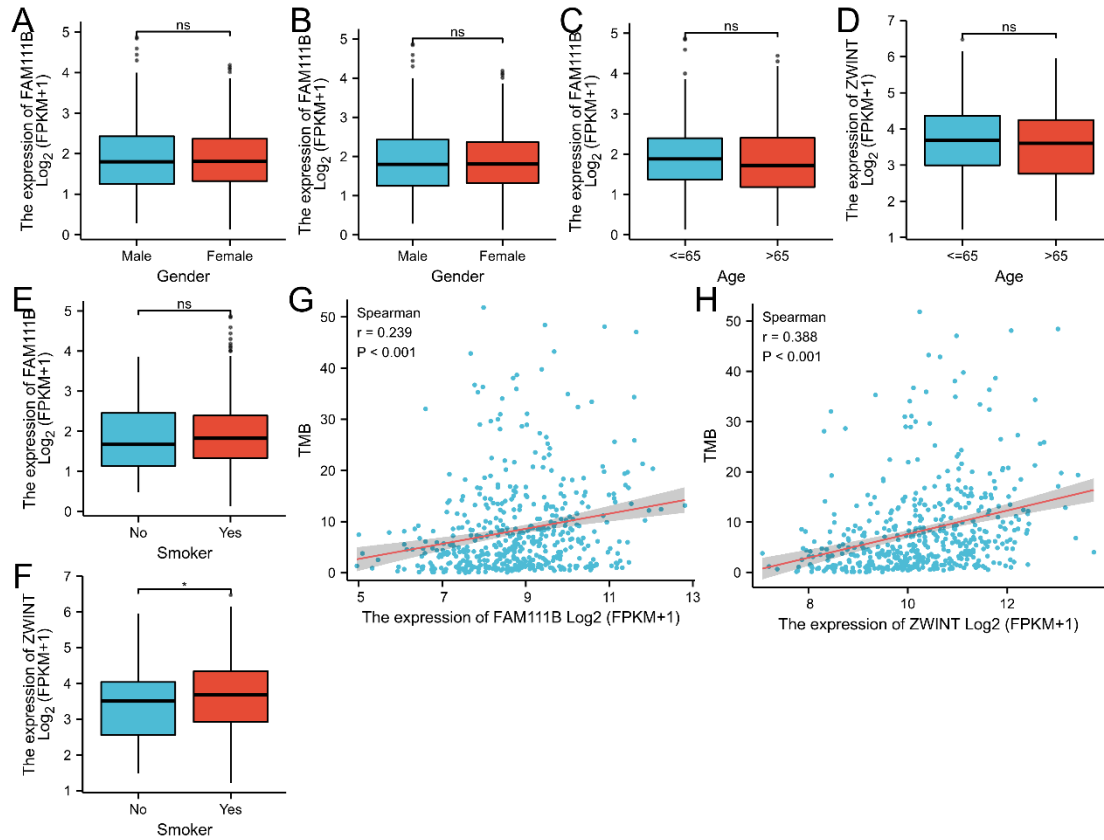 A
The expression of FAM111B
Log2 (FPKM+1)
5
4
3
2
1
0
ns
Male
Female
Gender
B
The expression of FAM111B
Log2 (FPKM+1)
5
4
3
2
1
0
ns
Male
Female
Gender
C
The expression of FAM111B
Log2 (FPKM+1)
5
4
3
2
1
0
ns
<=65
>65
Age
D
The expression of ZWINT
Log2 (FPKM+1)
7
6
5
4
3
2
1
ns
<=65
>65
Age
E
The expression of FAM111B
Log2 (FPKM+1)
5
4
3
2
1
0
ns
No
Yes
Smoker
G
TMB
50
40
30
20
10
0
Spearman
r = 0.239
P < 0.001
5
7
9
11
13
The expression of FAM111B Log2 (FPKM+1)
H
TMB
50
40
30
20
10
0
Spearman
r = 0.388
P < 0.001
8
10
12
The expression of ZWINT Log2 (FPKM+1)
F
The expression of ZWINT
Log2 (FPKM+1)
7
6
5
4
3
2
1
*
No
Yes
Smoker